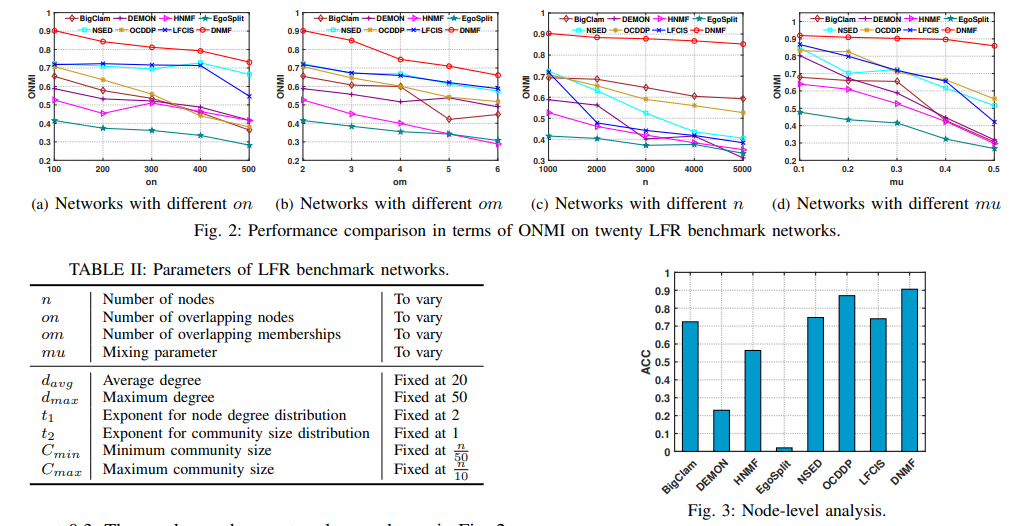 BigClam DEMON HNMF EgoSplit
NSED OCDDP LFCIS DNMF
ONMI
1
0.9
0.8
0.7
0.6
0.5
0.4
0.3
0.2
100 200 300 400 500
on
(a) Networks with different on
BigClam DEMON HNMF EgoSplit
NSED OCDDP LFCIS DNMF
ONMI
1
0.9
0.8
0.7
0.6
0.5
0.4
0.3
0.2
2 3 4 5 6
om
(b) Networks with different om
BigClam DEMON HNMF EgoSplit
NSED OCDDP LFCIS DNMF
ONMI
1
0.9
0.8
0.7
0.6
0.5
0.4
0.3
1000 2000 3000 4000 5000
n
(c) Networks with different n
BigClam DEMON HNMF EgoSplit
NSED OCDDP LFCIS DNMF
ONMI
1
0.9
0.8
0.7
0.6
0.5
0.4
0.3
0.2
0.1 0.2 0.3 0.4 0.5
mu
(d) Networks with different mu
Fig. 2: Performance comparison in terms of ONMI on twenty LFR benchmark networks.
TABLE II: Parameters of LFR benchmark networks.
n Number of nodes To vary
on Number of overlapping nodes To vary
om Number of overlapping memberships To vary
mu Mixing parameter To vary
d_avg Average degree Fixed at 20
d_max Maximum degree Fixed at 50
t_1 Exponent for node degree distribution Fixed at 2
t_2 Exponent for community size distribution Fixed at 1
C_min Minimum community size Fixed at n/50
C_max Maximum community size Fixed at n/10
ACC
1
0.9
0.8
0.7
0.6
0.5
0.4
0.3
0.2
0.1
0
BigClam DEMON HNMF EgoSplit NSED OCDDP LFCIS DNMF
Fig. 3: Node-level analysis.